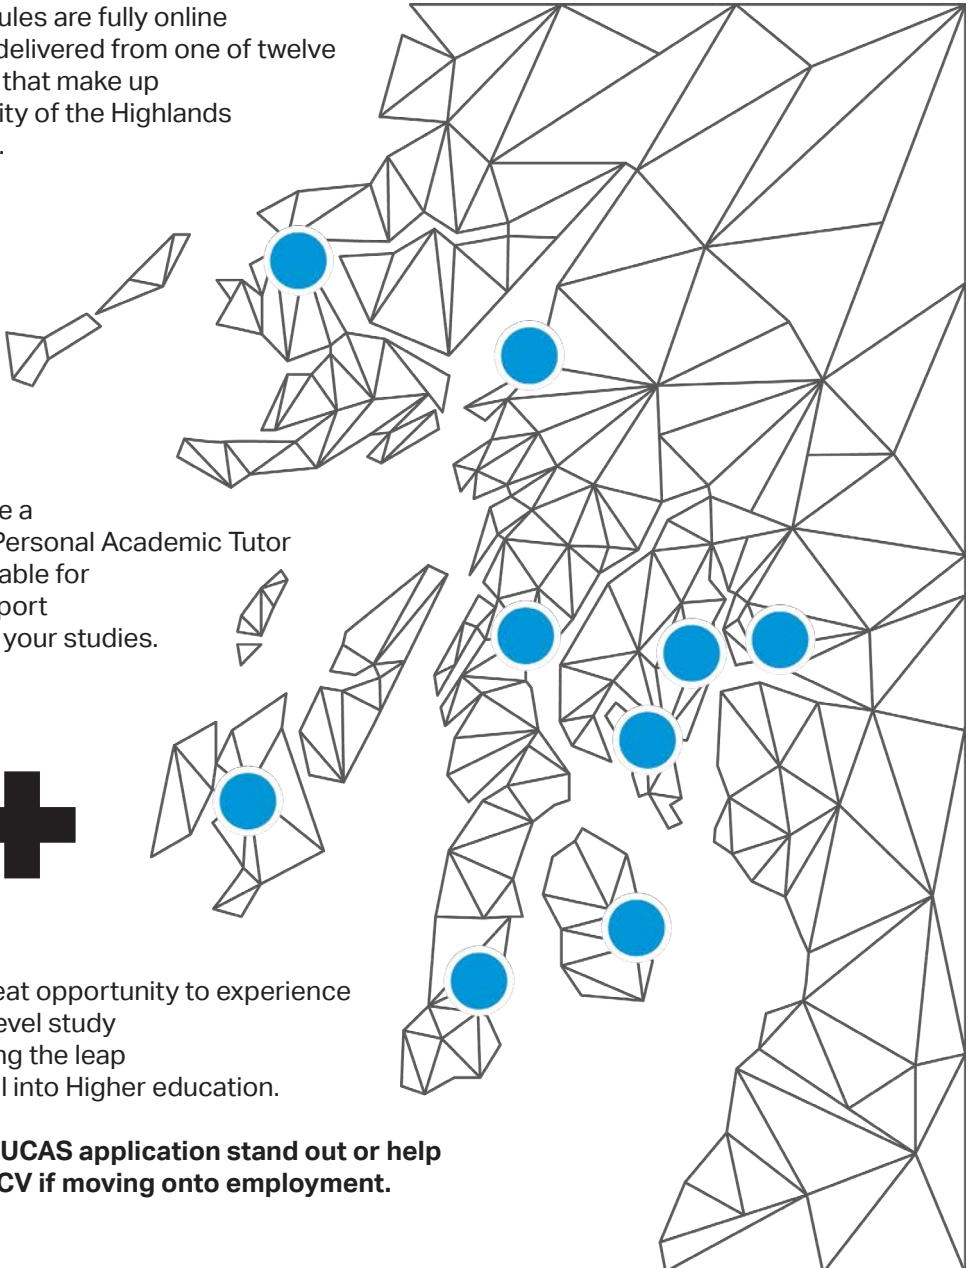 ules are fully online
delivered from one of twelve
that make up
ity of the Highlands
.
e a
Personal Academic Tutor
able for
port
your studies.
eat opportunity to experience
evel study
ng the leap
l into Higher education.
UCAS application stand out or help
CV if moving onto employment.